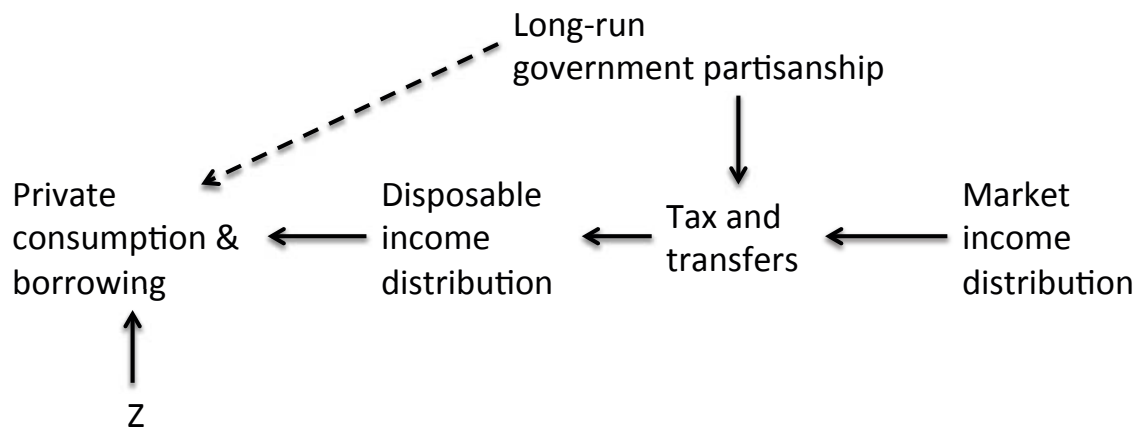 Long-run
government partisanship
Private
consumption &
borrowing
Disposable
income
distribution
Tax and
transfers
Market
income
distribution
Z